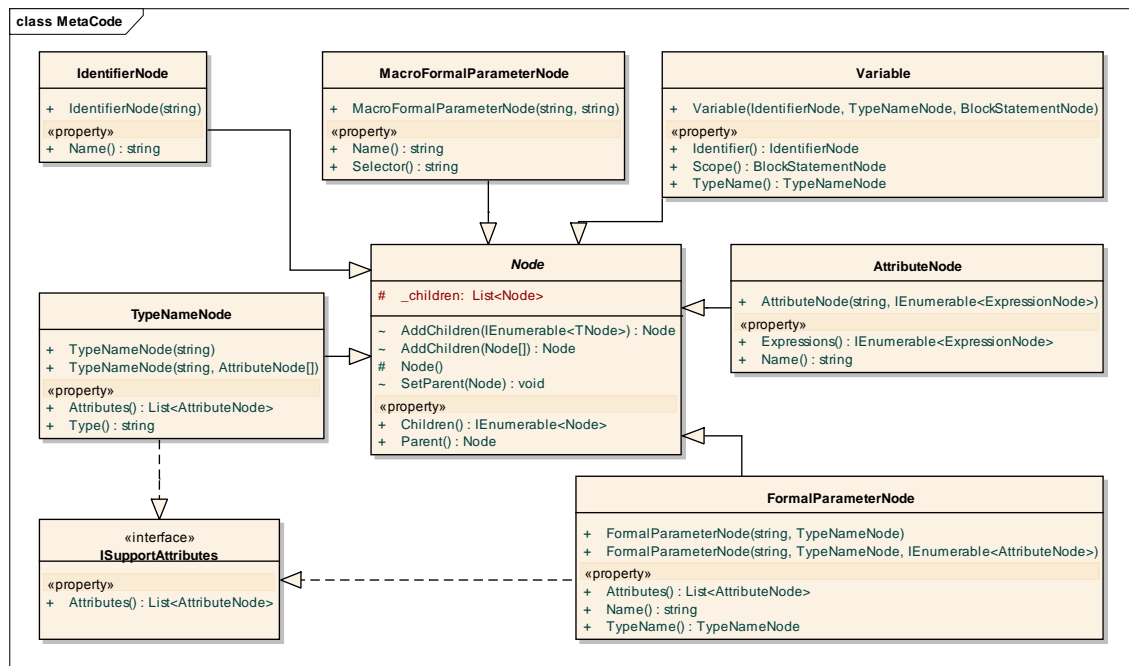 class MetaCode
IdentifierNode
+ IdentifierNode(string)
«property»
+ Name() : string
MacroFormalParameterNode
+ MacroFormalParameterNode(string, string)
«property»
+ Name() : string
+ Selector() : string
Variable
+ Variable(IdentifierNode, TypeNameNode, BlockStatementNode)
«property»
+ Identifier() : IdentifierNode
+ Scope() : BlockStatementNode
+ TypeName() : TypeNameNode
Node
# _children: List<Node>
~ AddChildren(IEnumerable<TNode>) : Node
~ AddChildren(Node[]) : Node
# Node()
~ SetParent(Node) : void
«property»
+ Children() : IEnumerable<Node>
+ Parent() : Node
AttributeNode
+ AttributeNode(string, IEnumerable<ExpressionNode>)
«property»
+ Expressions() : IEnumerable<ExpressionNode>
+ Name() : string
TypeNameNode
+ TypeNameNode(string)
+ TypeNameNode(string, AttributeNode[])
«property»
+ Attributes() : List<AttributeNode>
+ Type() : string
«interface»
ISupportAttributes
«property»
+ Attributes() : List<AttributeNode>
FormalParameterNode
+ FormalParameterNode(string, TypeNameNode)
+ FormalParameterNode(string, TypeNameNode, IEnumerable<AttributeNode>)
«property»
+ Attributes() : List<AttributeNode>
+ Name() : string
+ TypeName() : TypeNameNode